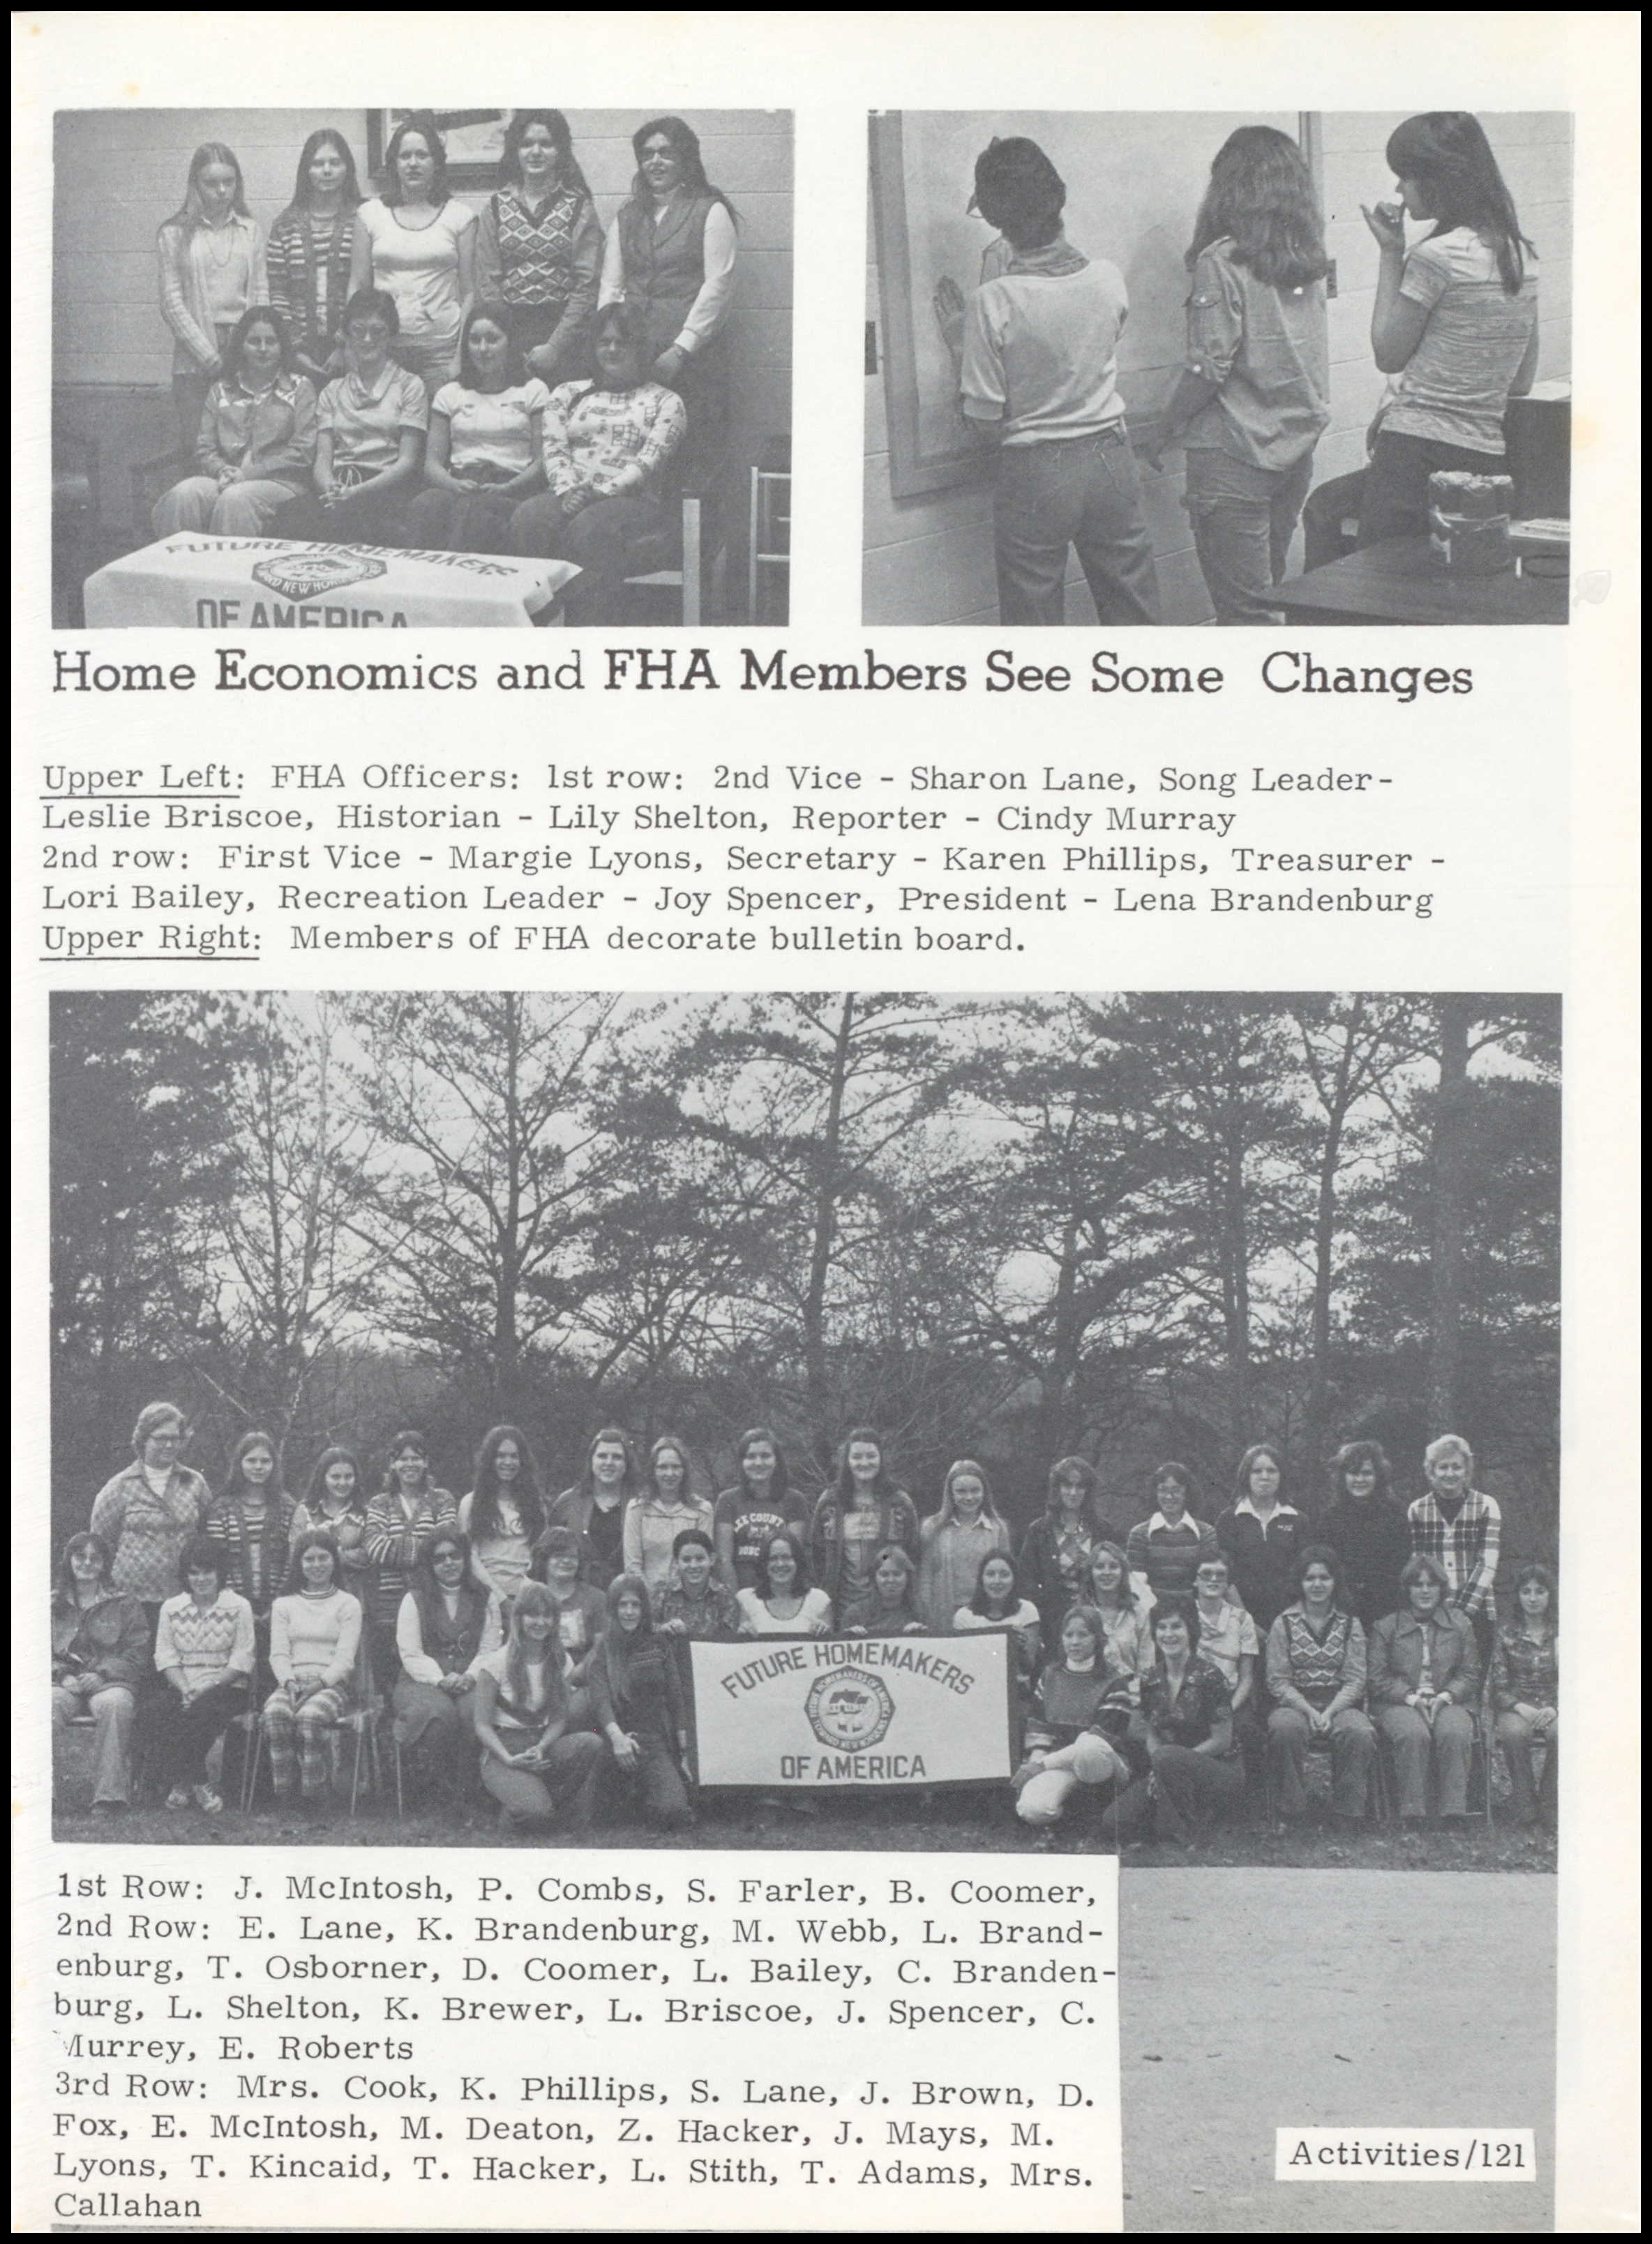 FUTURE HOMEMAKERS
OF AMERICA
Home Economics and FHA Members See Some Changes
Upper Left: FHA Officers: 1st row: 2nd Vice - Sharon Lane, Song Leader-
Leslie Briscoe, Historian - Lily Shelton, Reporter - Cindy Murray
2nd row: First Vice - Margie Lyons, Secretary - Karen Phillips, Treasurer -
Lori Bailey, Recreation Leader - Joy Spencer, President - Lena Brandenburg
Upper Right: Members of FHA decorate bulletin board.
FUTURE HOMEMAKERS
OF AMERICA
1st Row: J. McIntosh, P. Combs, S. Farler, B. Coomer,
2nd Row: E. Lane, K. Brandenburg, M. Webb, L. Brand-
enburg, T. Osborner, D. Coomer, L. Bailey, C. Branden-
burg, L. Shelton, K. Brewer, L. Briscoe, J. Spencer, C.
Murrey, E. Roberts
3rd Row: Mrs. Cook, K. Phillips, S. Lane, J. Brown, D.
Fox, E. McIntosh, M. Deaton, Z. Hacker, J. Mays, M.
Lyons, T. Kincaid, T. Hacker, L. Stith, T. Adams, Mrs.
Callahan
Activities/121